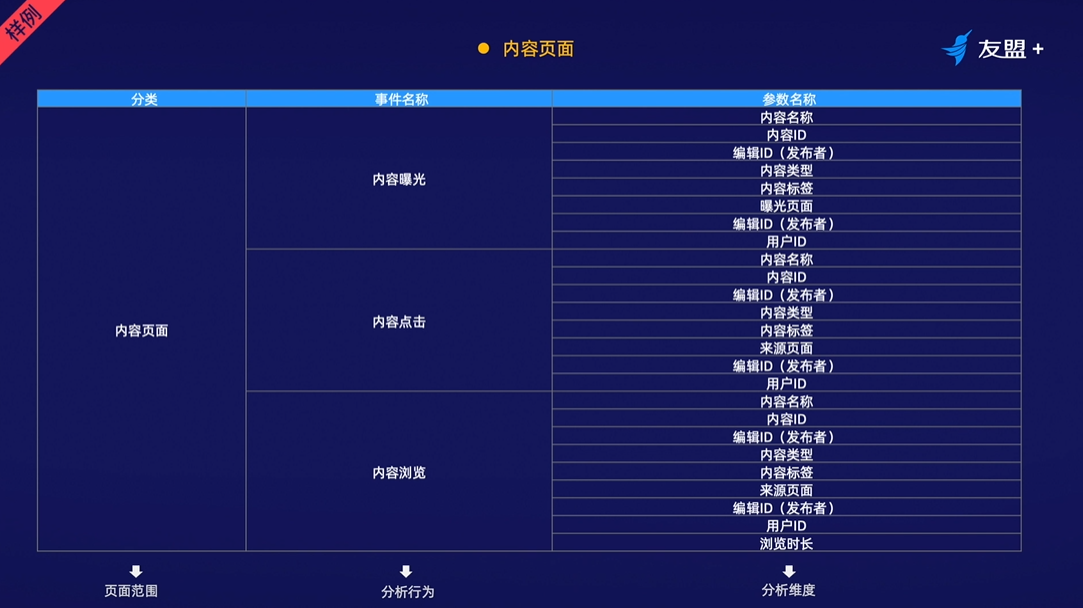 样例
内容页面
友盟+
分类 事件名称 参数名称
内容页面
内容曝光
内容名称
内容ID
编辑ID（发布者）
内容类型
内容标签
曝光页面
编辑ID（发布者）
用户ID
内容点击
内容名称
内容ID
编辑ID（发布者）
内容类型
内容标签
来源页面
编辑ID（发布者）
用户ID
内容浏览
内容名称
内容ID
编辑ID（发布者）
内容类型
内容标签
来源页面
编辑ID（发布者）
用户ID
浏览时长
页面范围 分析行为 分析维度